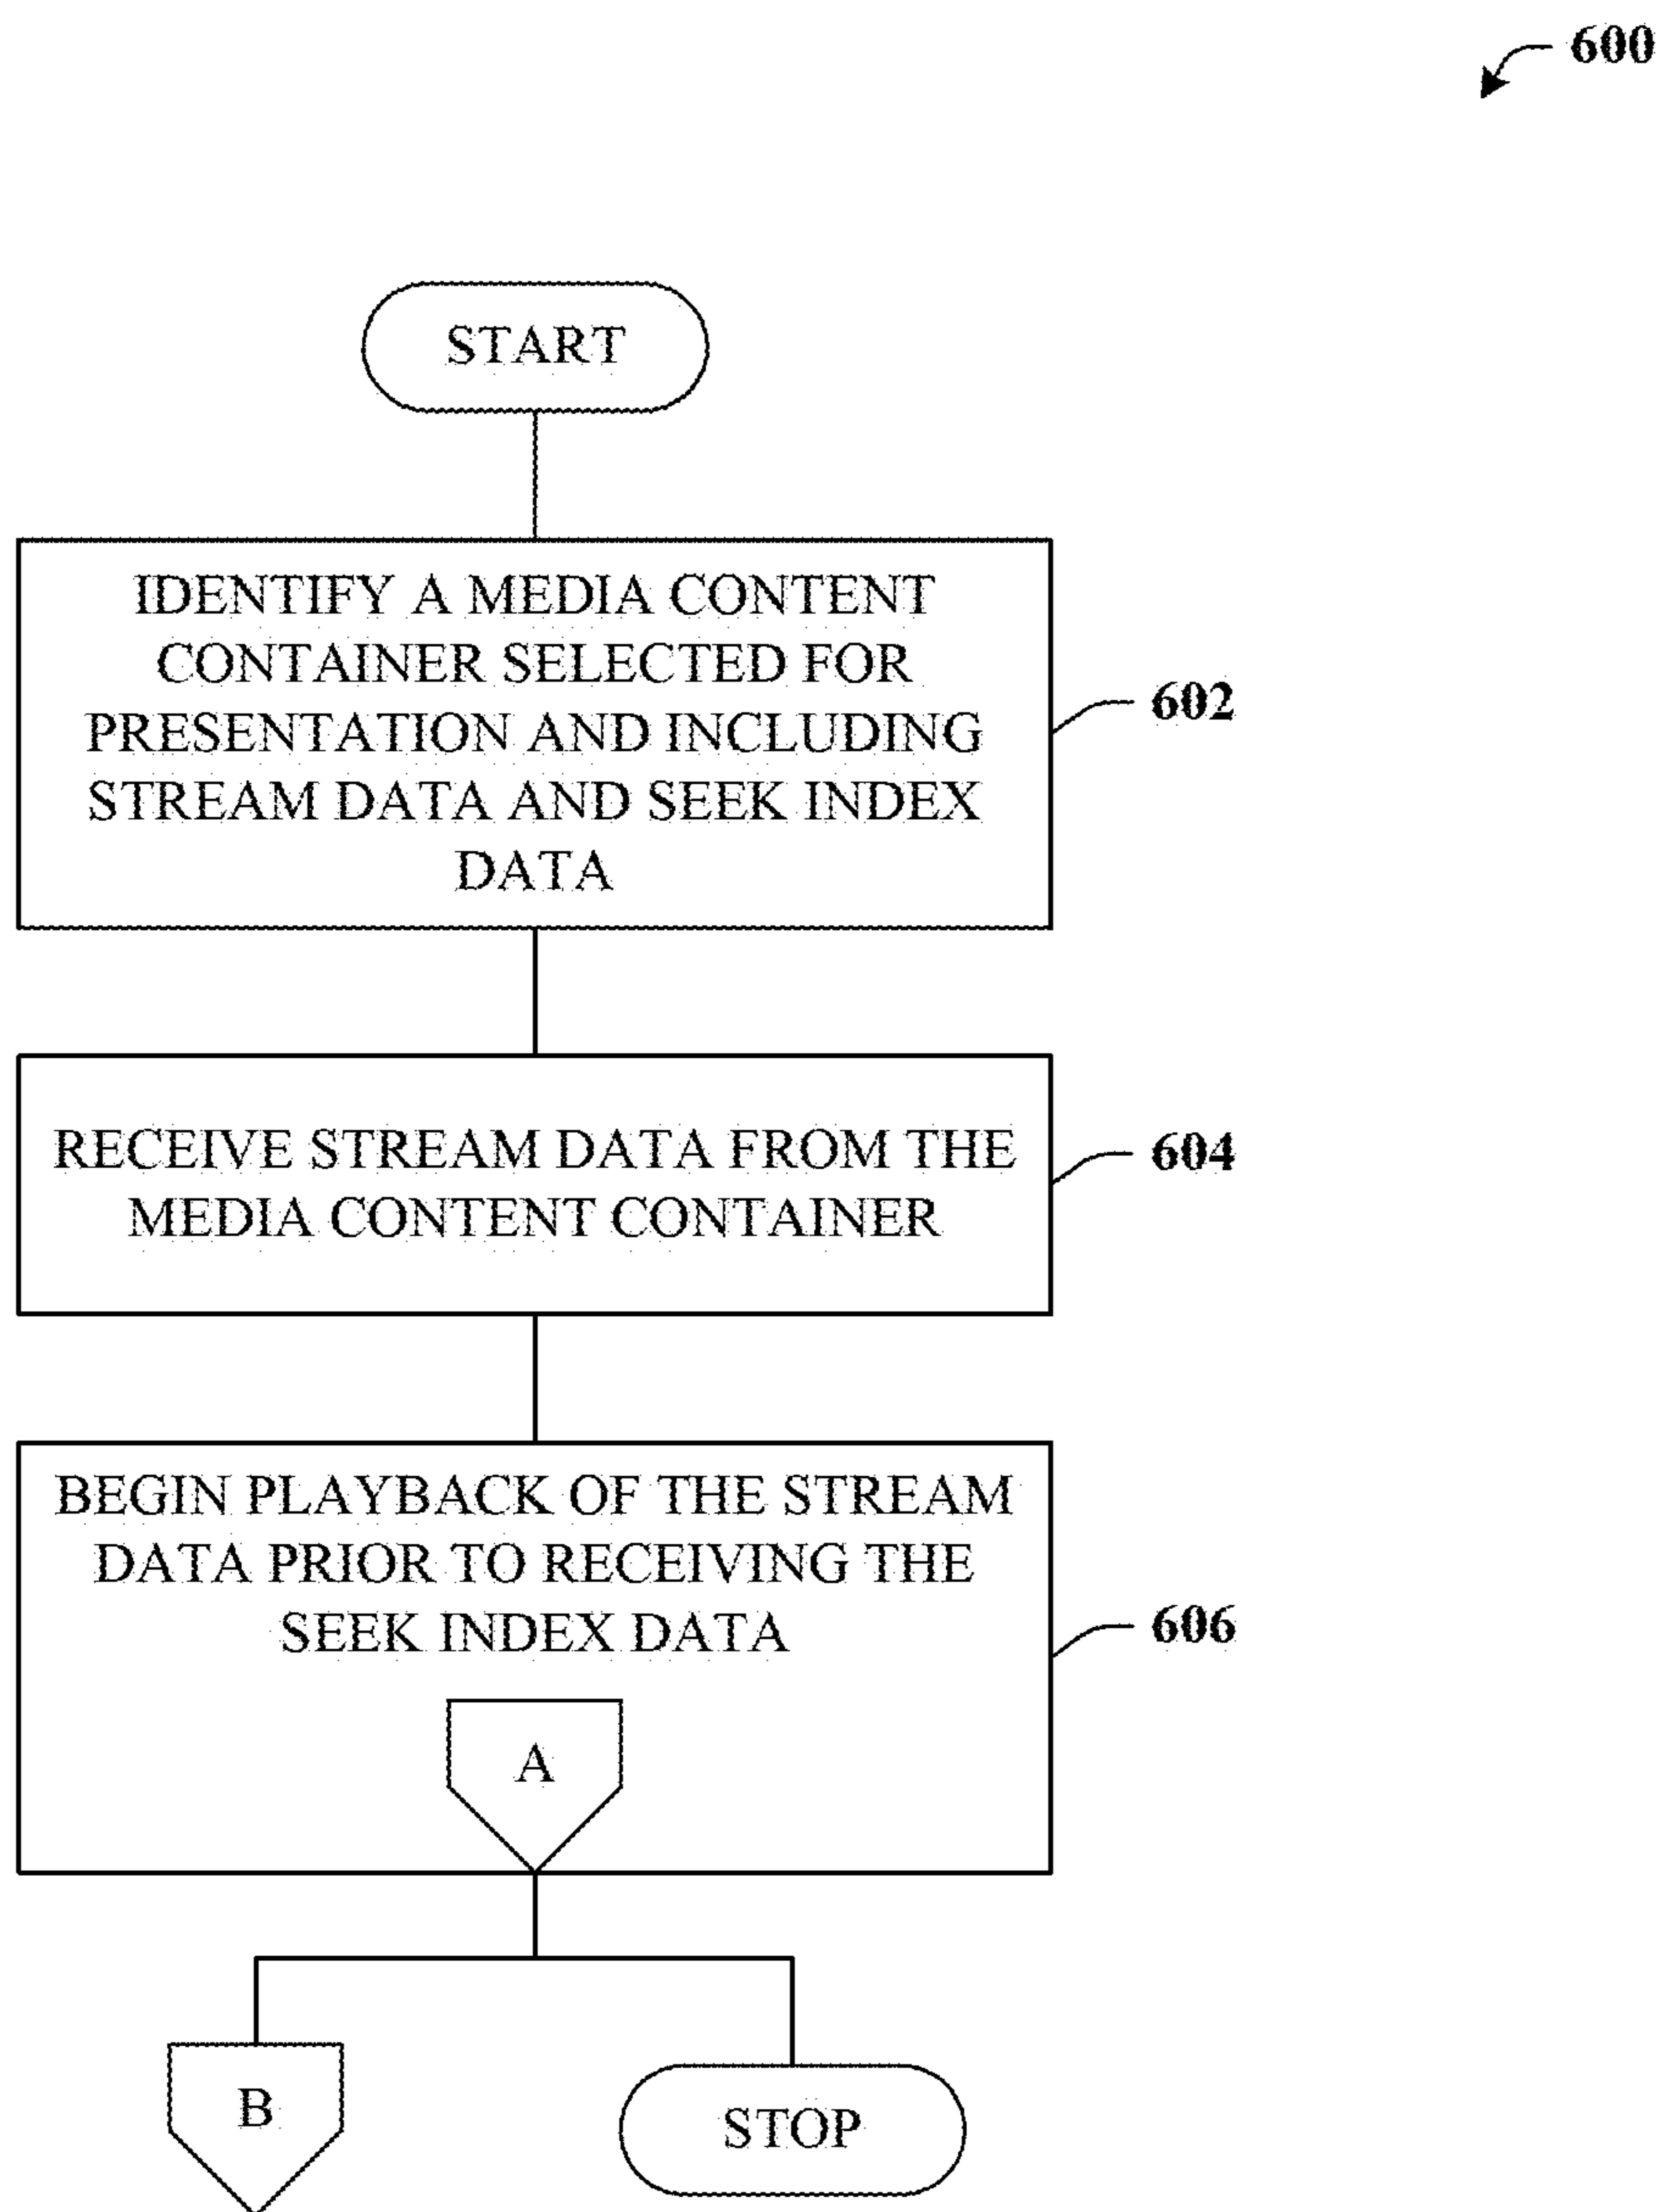 600
START
IDENTIFY A MEDIA CONTENT
CONTAINER SELECTED FOR
PRESENTATION AND INCLUDING
STREAM DATA AND SEEK INDEX
DATA
602
RECEIVE STREAM DATA FROM THE
MEDIA CONTENT CONTAINER
604
BEGIN PLAYBACK OF THE STREAM
DATA PRIOR TO RECEIVING THE
SEEK INDEX DATA
606
A
B
STOP